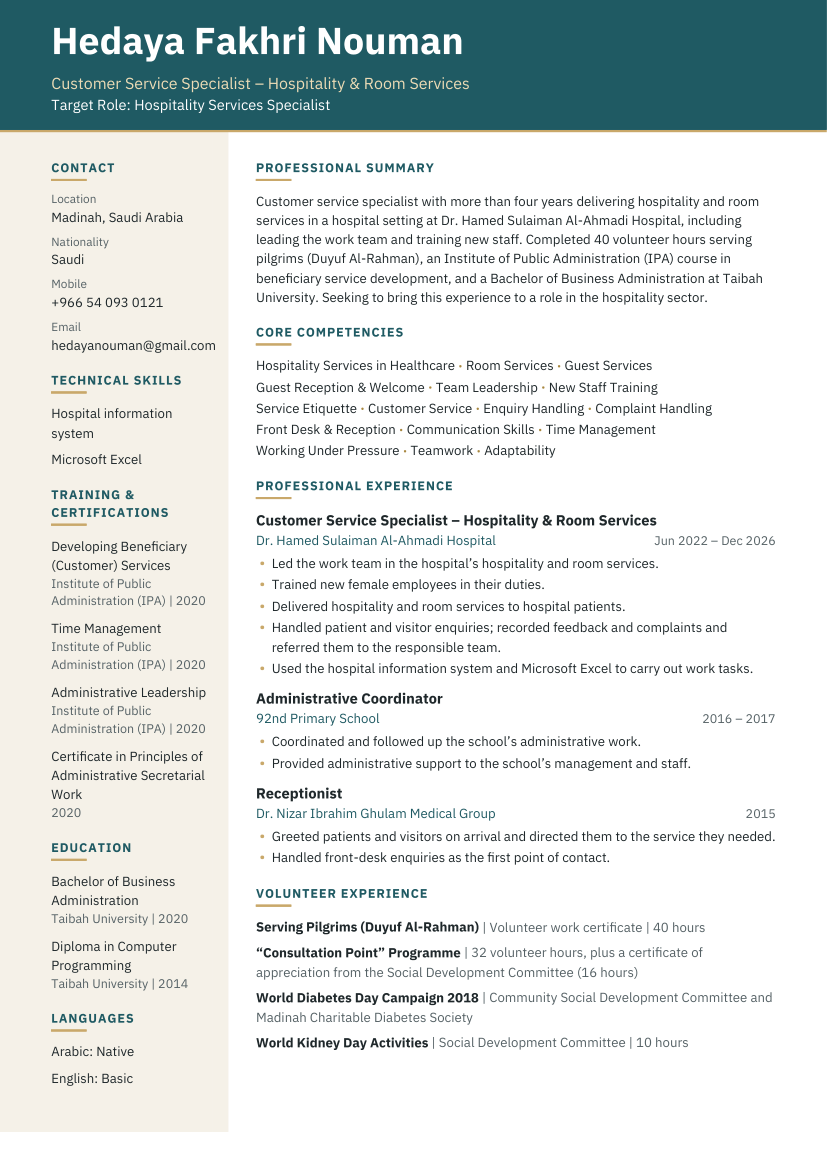 Hedaya Fakhri Nouman
Customer Service Specialist – Hospitality & Room Services
Target Role: Hospitality Services Specialist
CONTACT
Location
Madinah, Saudi Arabia
Nationality
Saudi
Mobile
+966 54 093 0121
Email
hedayanouman@gmail.com
TECHNICAL SKILLS
Hospital information
system
Microsoft Excel
TRAINING &
CERTIFICATIONS
Developing Beneficiary
(Customer) Services
Institute of Public
Administration (IPA) | 2020
Time Management
Institute of Public
Administration (IPA) | 2020
Administrative Leadership
Institute of Public
Administration (IPA) | 2020
Certificate in Principles of
Administrative Secretarial
Work
2020
EDUCATION
Bachelor of Business
Administration
Taibah University | 2020
Diploma in Computer
Programming
Taibah University | 2014
LANGUAGES
Arabic: Native
English: Basic
PROFESSIONAL SUMMARY
Customer service specialist with more than four years delivering hospitality and room
services in a hospital setting at Dr. Hamed Sulaiman Al-Ahmadi Hospital, including
leading the work team and training new staff. Completed 40 volunteer hours serving
pilgrims (Duyuf Al-Rahman), an Institute of Public Administration (IPA) course in
beneficiary service development, and a Bachelor of Business Administration at Taibah
University. Seeking to bring this experience to a role in the hospitality sector.
CORE COMPETENCIES
Hospitality Services in Healthcare · Room Services · Guest Services
Guest Reception & Welcome · Team Leadership · New Staff Training
Service Etiquette · Customer Service · Enquiry Handling · Complaint Handling
Front Desk & Reception · Communication Skills · Time Management
Working Under Pressure · Teamwork · Adaptability
PROFESSIONAL EXPERIENCE
Customer Service Specialist – Hospitality & Room Services
Dr. Hamed Sulaiman Al-Ahmadi Hospital Jun 2022 – Dec 2026
▪ Led the work team in the hospital’s hospitality and room services.
▪ Trained new female employees in their duties.
▪ Delivered hospitality and room services to hospital patients.
▪ Handled patient and visitor enquiries; recorded feedback and complaints and
referred them to the responsible team.
▪ Used the hospital information system and Microsoft Excel to carry out work tasks.
Administrative Coordinator
92nd Primary School 2016 – 2017
▪ Coordinated and followed up the school’s administrative work.
▪ Provided administrative support to the school’s management and staff.
Receptionist
Dr. Nizar Ibrahim Ghulam Medical Group 2015
▪ Greeted patients and visitors on arrival and directed them to the service they needed.
▪ Handled front-desk enquiries as the first point of contact.
VOLUNTEER EXPERIENCE
Serving Pilgrims (Duyuf Al-Rahman) | Volunteer work certificate | 40 hours
“Consultation Point” Programme | 32 volunteer hours, plus a certificate of
appreciation from the Social Development Committee (16 hours)
World Diabetes Day Campaign 2018 | Community Social Development Committee and
Madinah Charitable Diabetes Society
World Kidney Day Activities | Social Development Committee | 10 hours